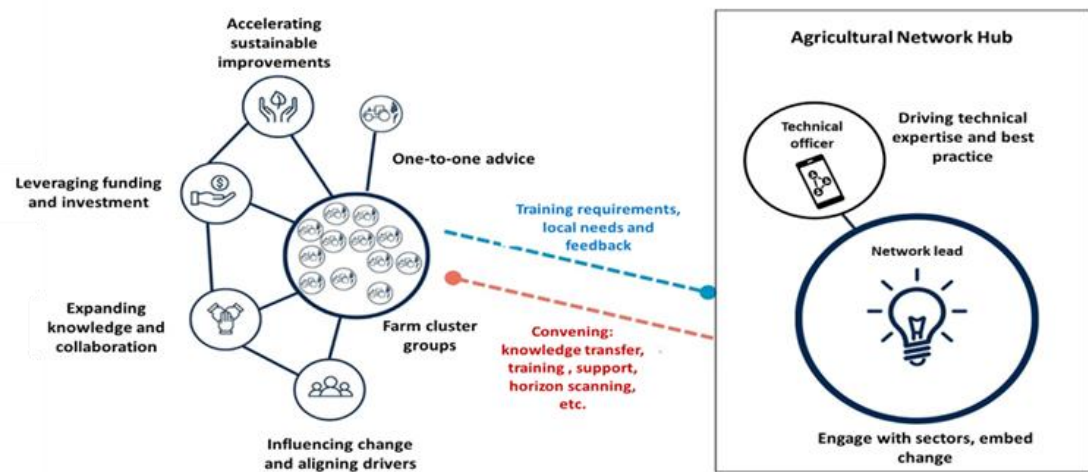 Accelerating
sustainable
improvements
One-to-one advice
Leveraging funding
and investment
Expanding
knowledge and
collaboration
Farm cluster
groups
Influencing change
and aligning drivers
Training requirements,
local needs and
feedback
Convening:
knowledge transfer,
training , support,
horizon scanning,
etc.
Agricultural Network Hub
Technical
officer
Driving technical
expertise and best
practice
Network lead
Engage with sectors, embed
change